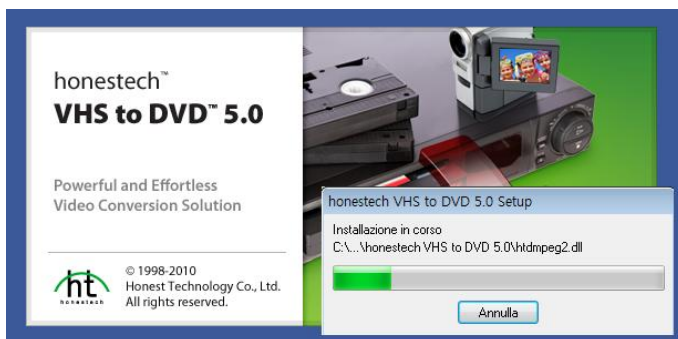 honestech™
VHS to DVD™ 5.0
Powerful and Effortless
Video Conversion Solution
ht
honestech
© 1998-2010
Honest Technology Co., Ltd.
All rights reserved.
honestech VHS to DVD 5.0 Setup
Installazione in corso
C:\...\honestech VHS to DVD 5.0\htdmpeg2.dll
Annulla